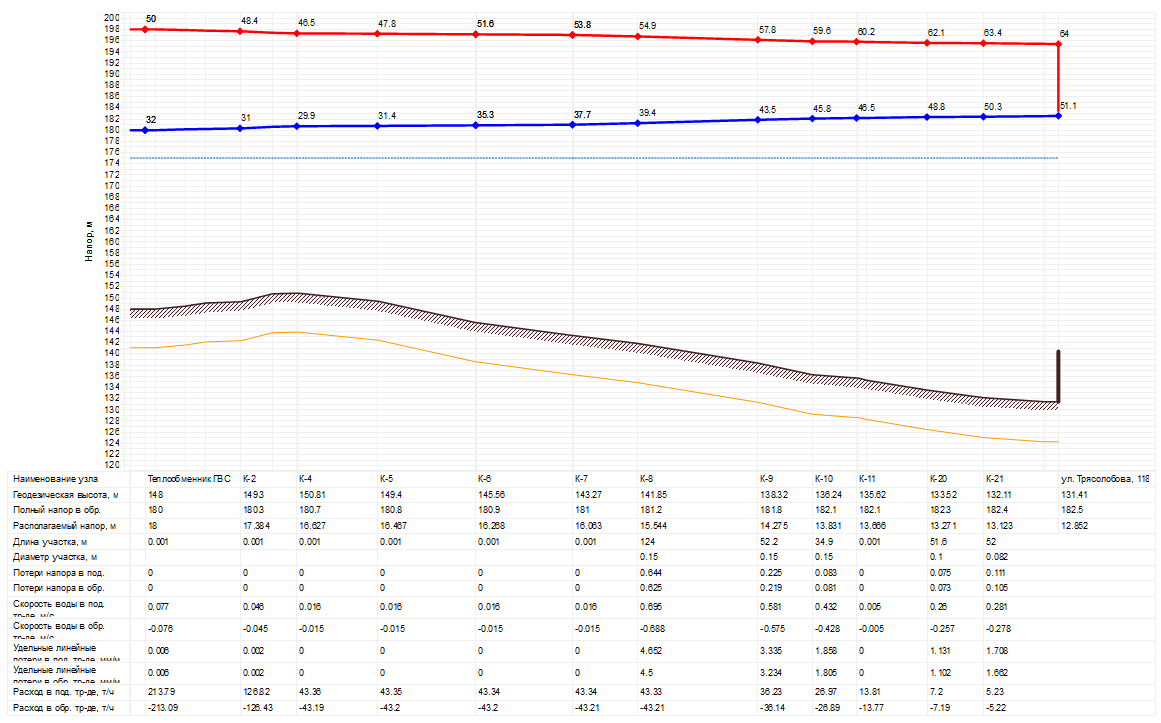 200
198
196
194
192
190
188
186
184
182
180
178
176
174
172
170
168
166
164
162
160
158
156
154
152
150
148
146
144
142
140
138
136
134
132
130
128
126
124
122
120
Напор, м
50 48.4 46.5 47.8 51.6 53.8 54.9 57.8 59.6 60.2 62.1 63.4 64
32 31 29.9 31.4 35.3 37.7 39.4 43.5 45.8 46.5 48.8 50.3 51.1
Наименование узла Теплообменник ГВС К-2 К-4 К-5 К-6 К-7 К-8 К-9 К-10 К-11 К-20 К-21 ул. Трясолобова, 118
Геодезическая высота, м 148 149.3 150.81 149.4 145.56 143.27 141.85 138.32 136.24 135.62 133.52 132.11 131.41
Полный напор в обр. 180 180.3 180.7 180.8 180.9 181 181.2 181.8 182.1 182.1 182.3 182.4 182.5
Располагаемый напор, м 18 17.384 16.627 16.467 16.268 16.063 15.544 14.275 13.831 13.666 13.271 13.123 12.852
Длина участка, м 0.001 0.001 0.001 0.001 0.001 0.001 124 52.2 34.9 0.001 51.6 52
Диаметр участка, м 0.15 0.15 0.15 0.1 0.082
Потери напора в под. 0 0 0 0 0 0 0.644 0.225 0.083 0 0.075 0.111
Потери напора в обр. 0 0 0 0 0 0 0.625 0.219 0.081 0 0.073 0.105
Скорость воды в под. 0.077 0.046 0.016 0.016 0.016 0.016 0.695 0.581 0.432 0.005 0.26 0.281
тр-де, м/с
Скорость воды в обр. -0.076 -0.045 -0.015 -0.015 -0.015 -0.015 -0.688 -0.575 -0.428 -0.005 -0.257 -0.278
тр-де, м/с
Удельные линейные 0.006 0.002 0 0 0 0 4.652 3.335 1.858 0 1.131 1.708
потери в под. тр-де, мм/м
Удельные линейные 0.006 0.002 0 0 0 0 4.5 3.234 1.805 0 1.102 1.662
потери в обр. тр-де, мм/м
Расход в под. тр-де, т/ч 213.79 126.82 43.36 43.35 43.34 43.34 43.33 36.23 26.97 13.81 7.2 5.23
Расход в обр. тр-де, т/ч -213.09 -126.43 -43.19 -43.2 -43.2 -43.21 -43.21 -36.14 -26.89 -13.77 -7.19 -5.22